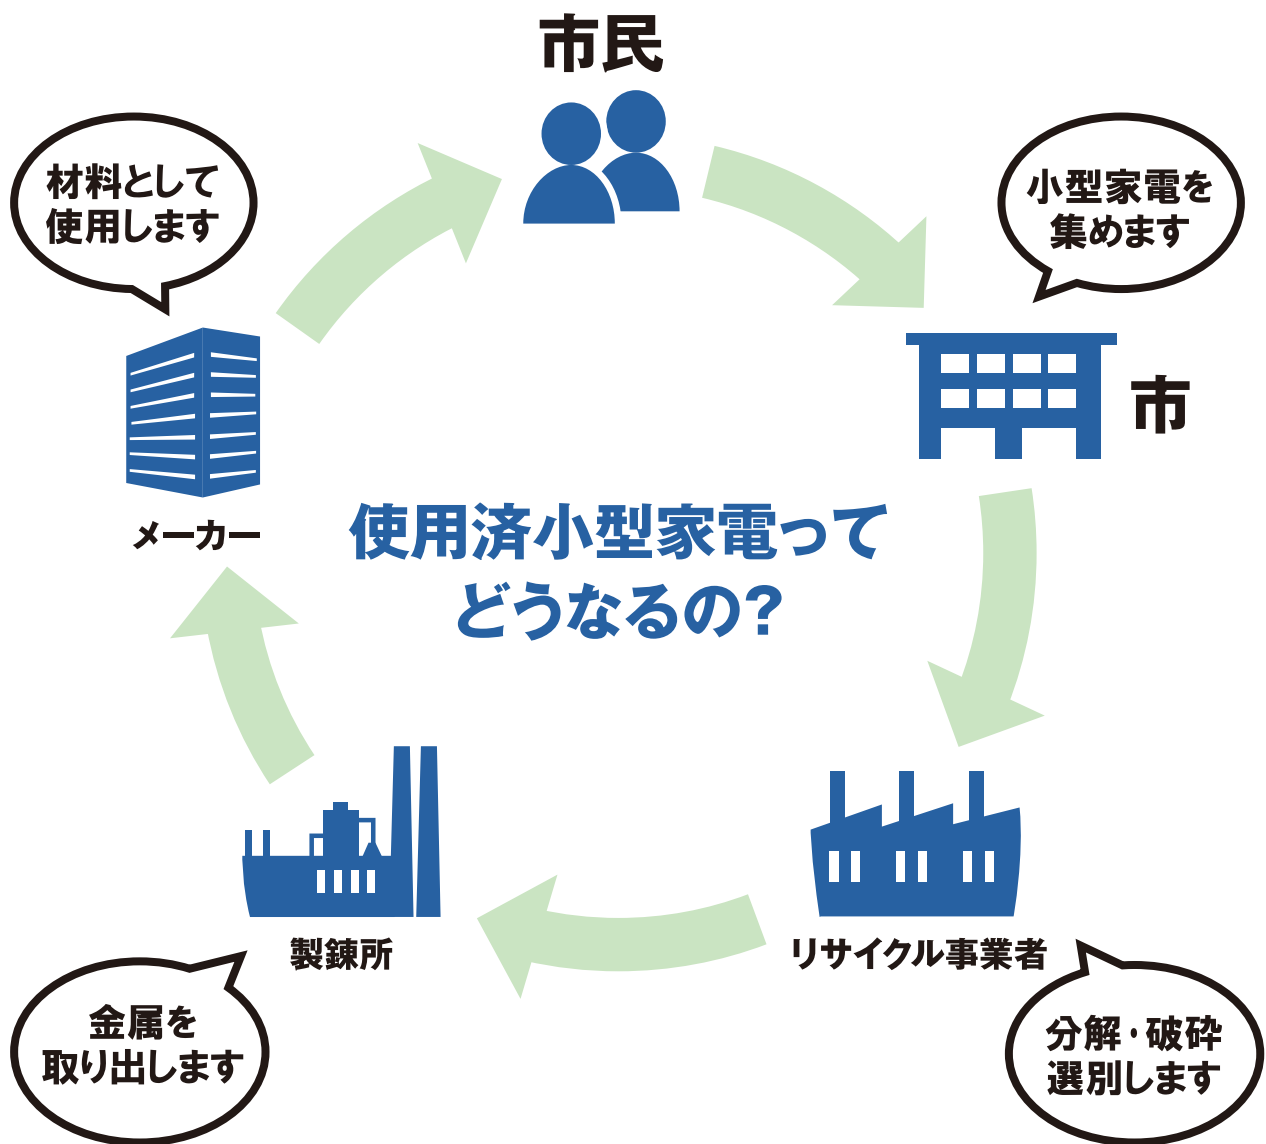 市民
材料として
使用します
小型家電を
集めます
市
メーカー
使用済小型家電って
どうなるの?
製錬所
リサイクル事業者
金属を
取り出します
分解・破砕
選別します